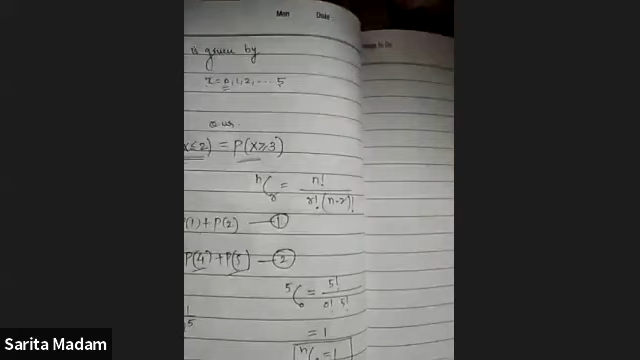 Mon Date
is given by
x = 0, 1, 2, ---- 5
x ≤ 2) = P(x ≥ 3)
ⁿCᵣ = n! / r! (n-r)!
P(1) + P(2) — ①
P(4) + P(5) — ②
⁵C₀ = 5! / 0! 5!
= 1
ⁿC₀ = 1
Sarita Madam